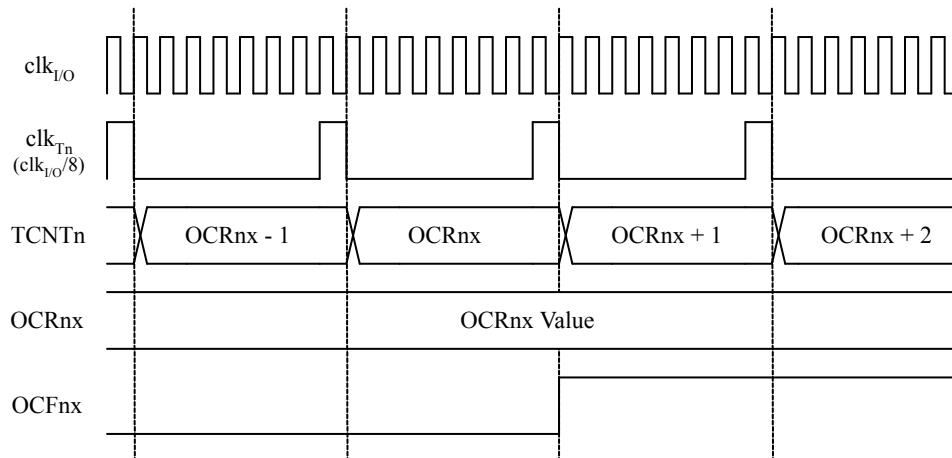 clkI/O
clkTn
(clkI/O/8)
TCNTn OCRnx - 1 OCRnx OCRnx + 1 OCRnx + 2
OCRnx OCRnx Value
OCFnx